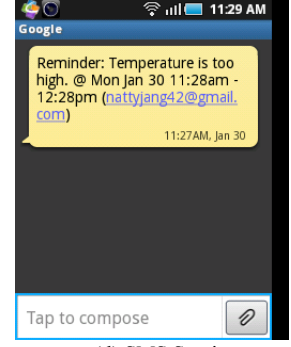 11:29 AM
Google
Reminder: Temperature is too
high. @ Mon Jan 30 11:28am -
12:28pm (nattyjang42@gmail.
com)
11:27AM, Jan 30
Tap to compose